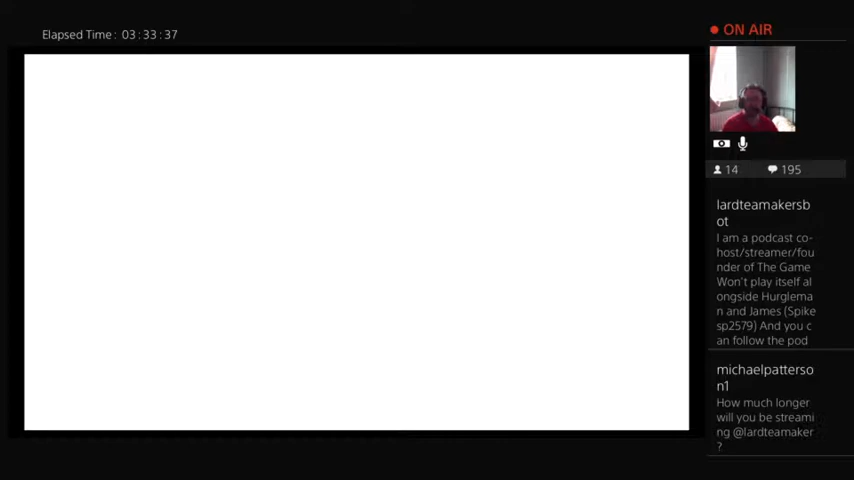 Elapsed Time: 03:33:37
ON AIR
14
195
lardteamakersb
ot
I am a podcast co-
host/streamer/fou
nder of The Game
Won't play itself al
ongside Hurglema
n and James (Spike
sp2579) And you c
an follow the pod
michaelpatterso
n1
How much longer
will you be streami
ng @lardteamaker
?